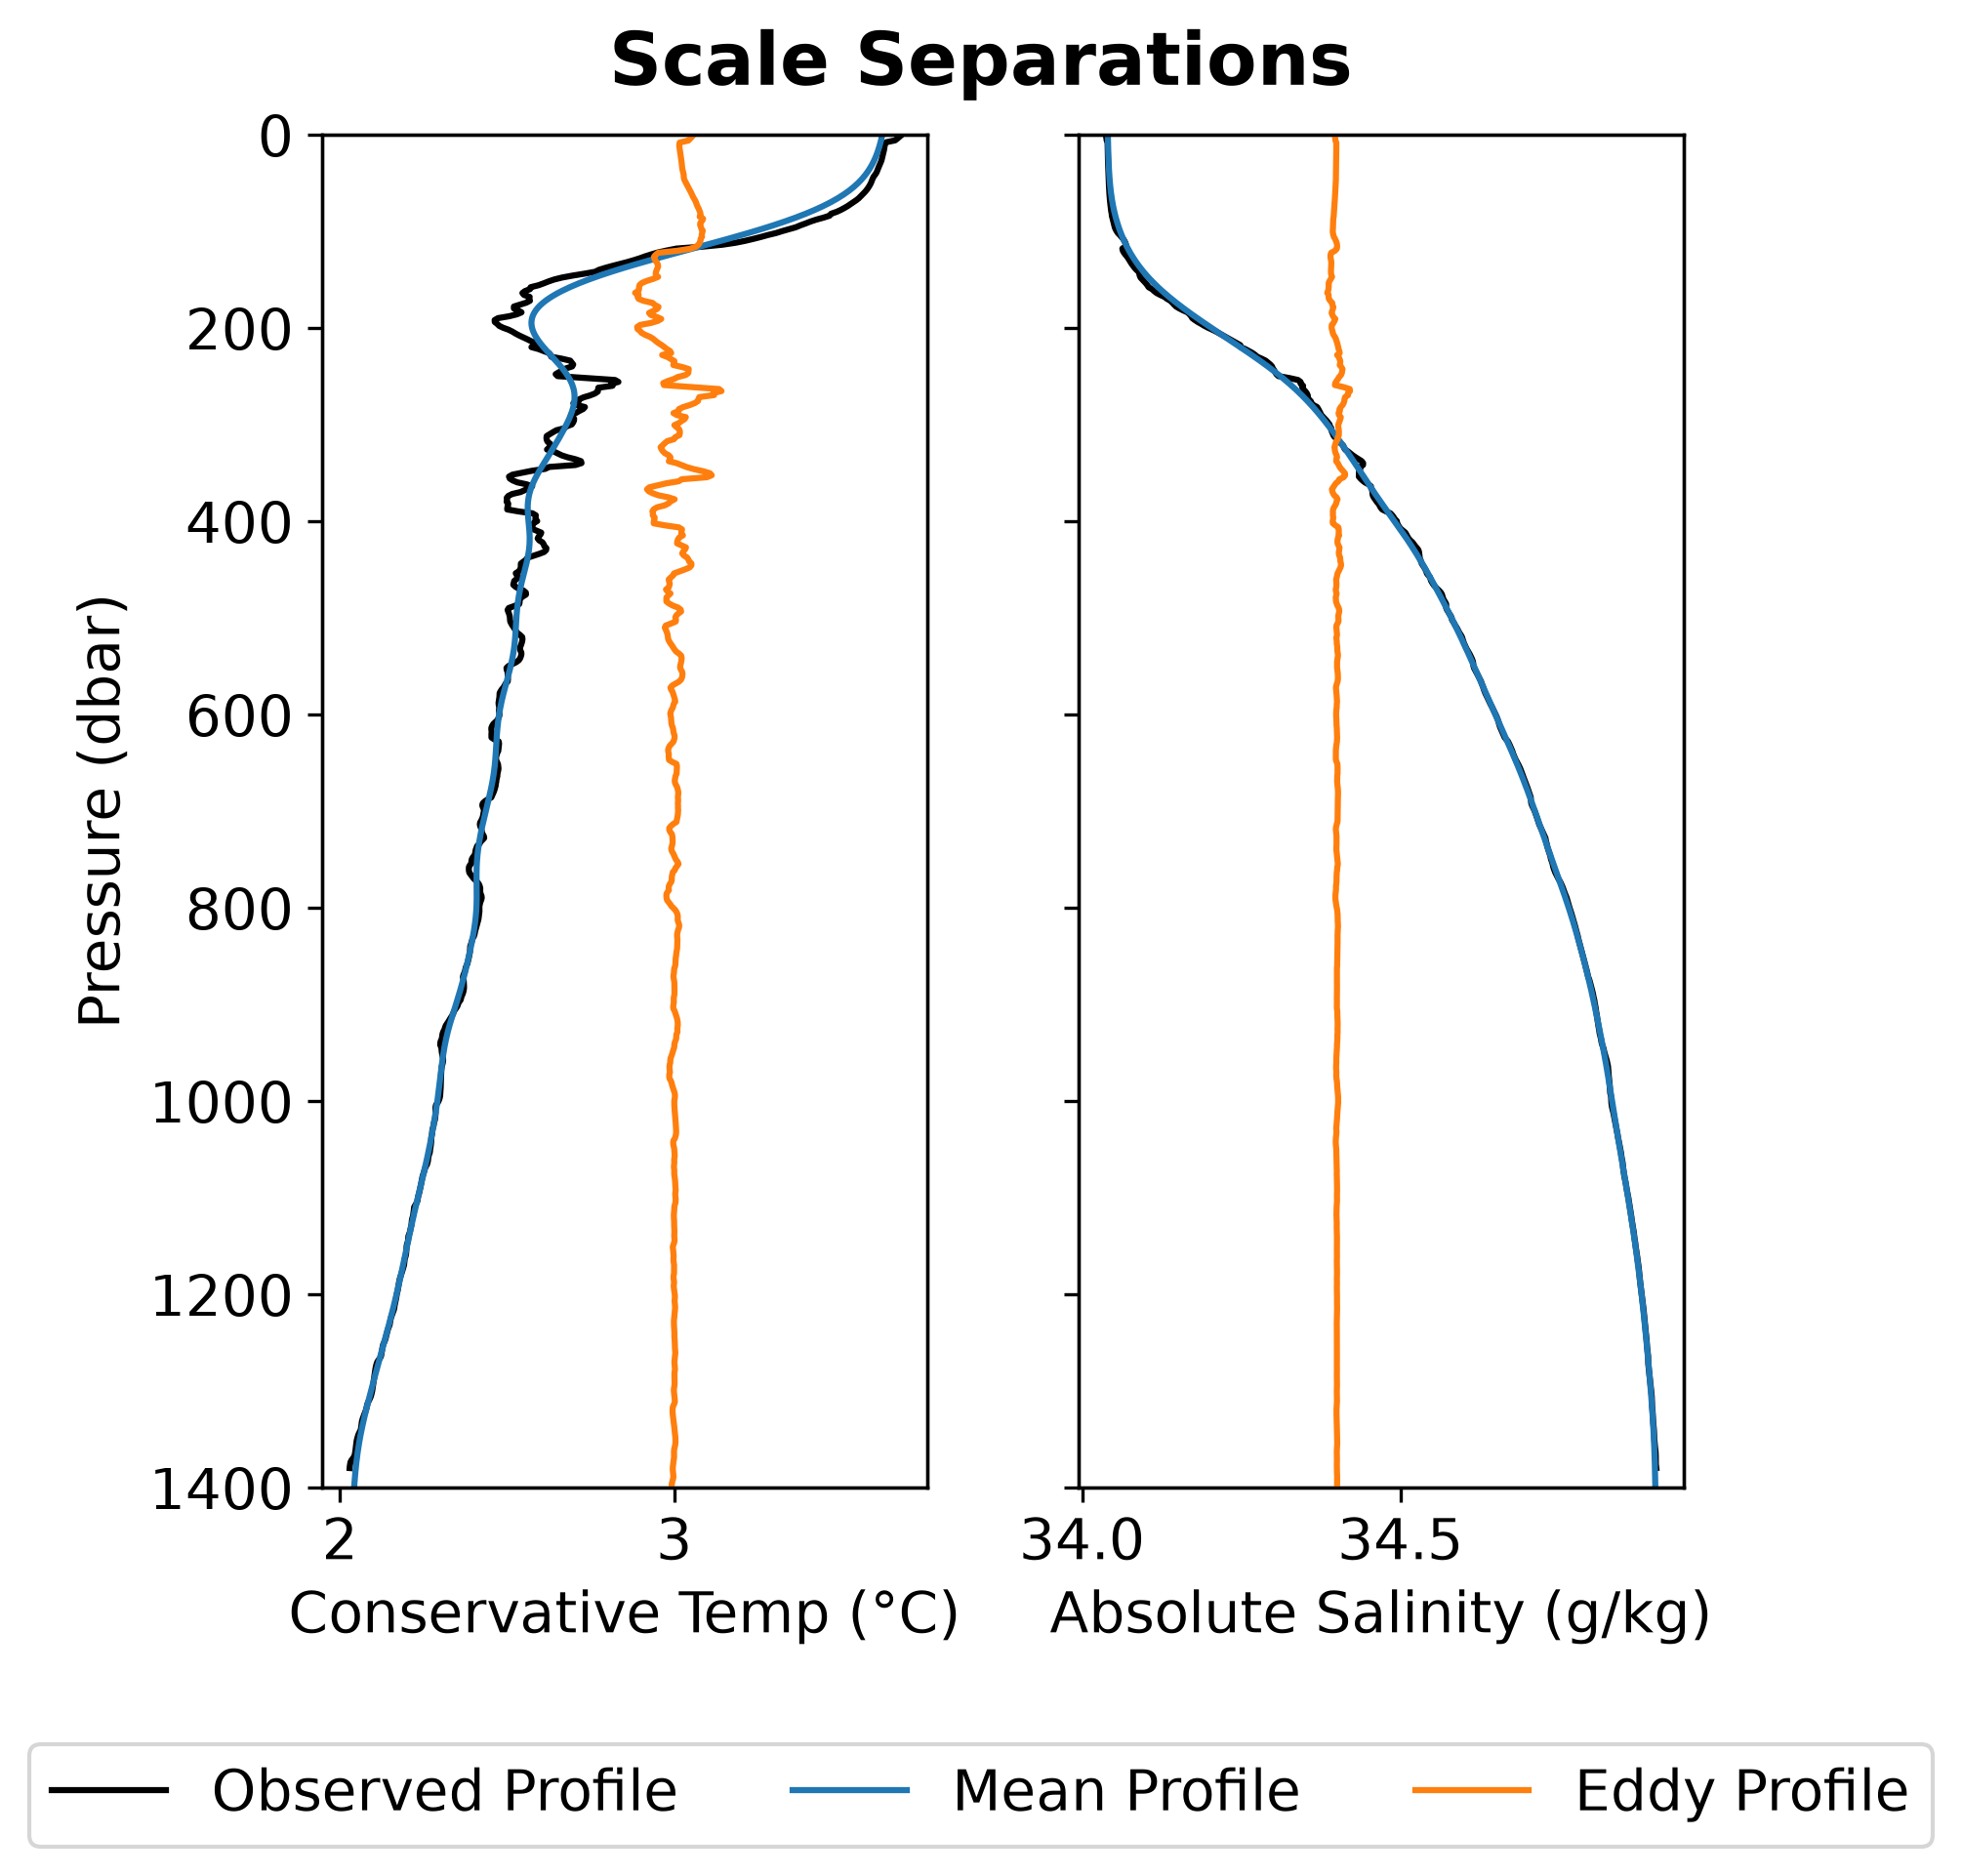 Scale Separations
0
200
400
600
800
1000
1200
1400
Pressure (dbar)
2 3
34.0 34.5
Conservative Temp (°C)
Absolute Salinity (g/kg)
Observed Profile Mean Profile Eddy Profile